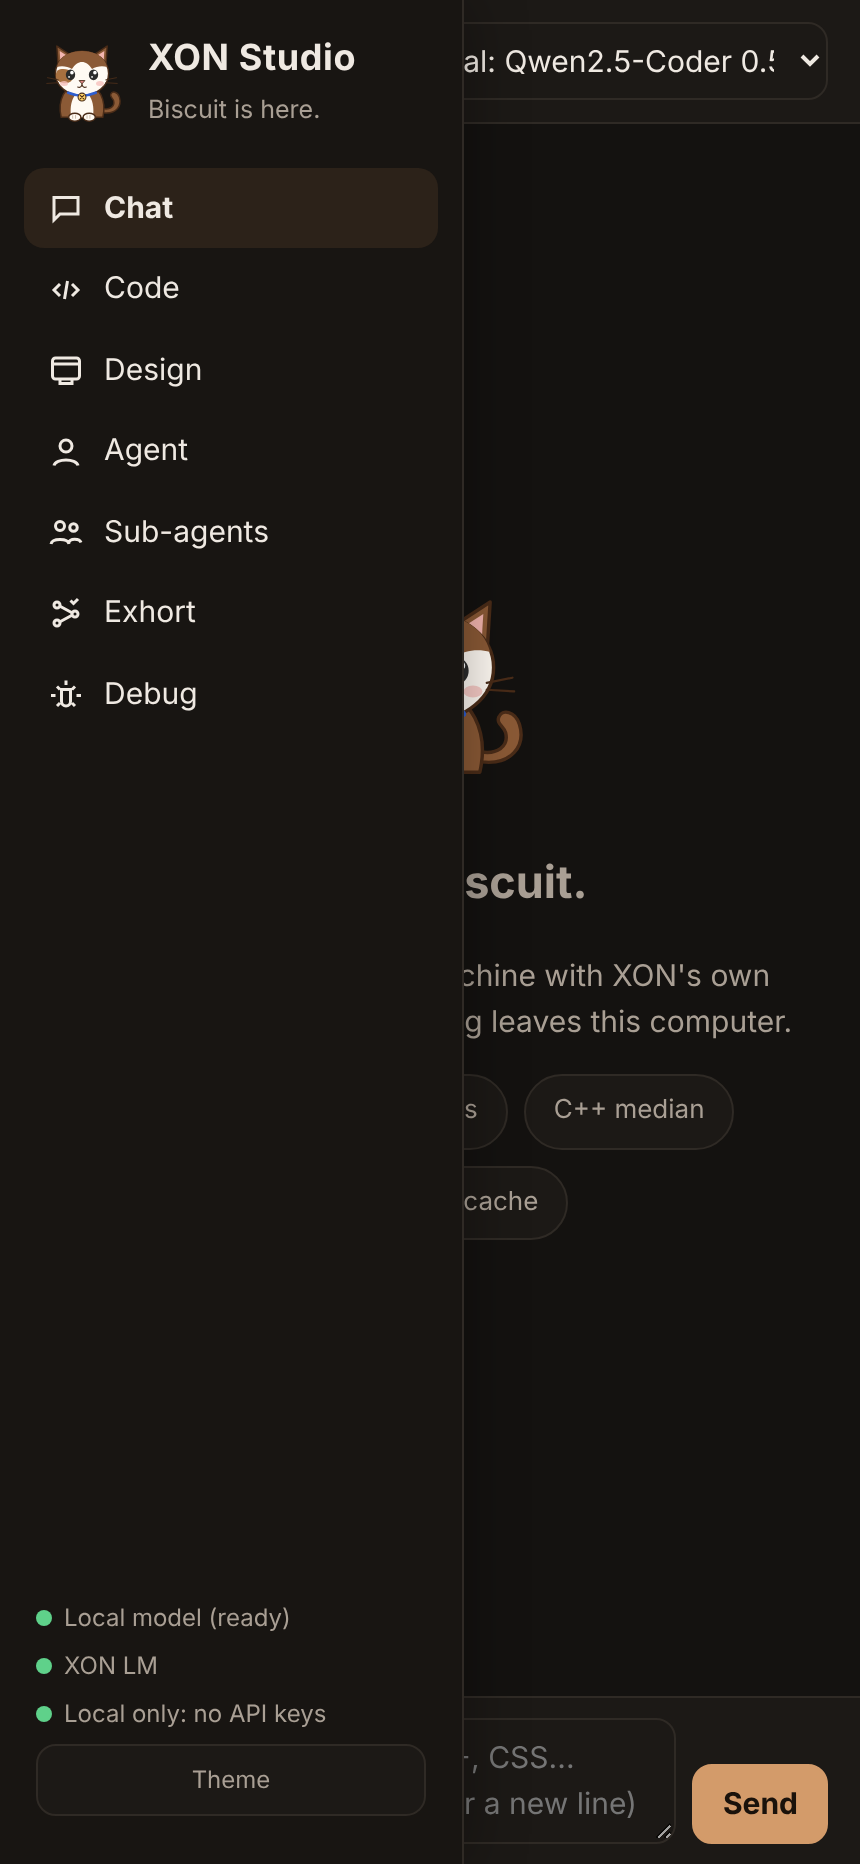 XON Studio
Biscuit is here.
Chat
Code
Design
Agent
Sub-agents
Exhort
Debug
Local model (ready)
XON LM
Local only: no API keys
Theme
al: Qwen2.5-Coder 0.5
scuit.
chine with XON's own
g leaves this computer.
s
C++ median
cache
, CSS...
r a new line)
Send